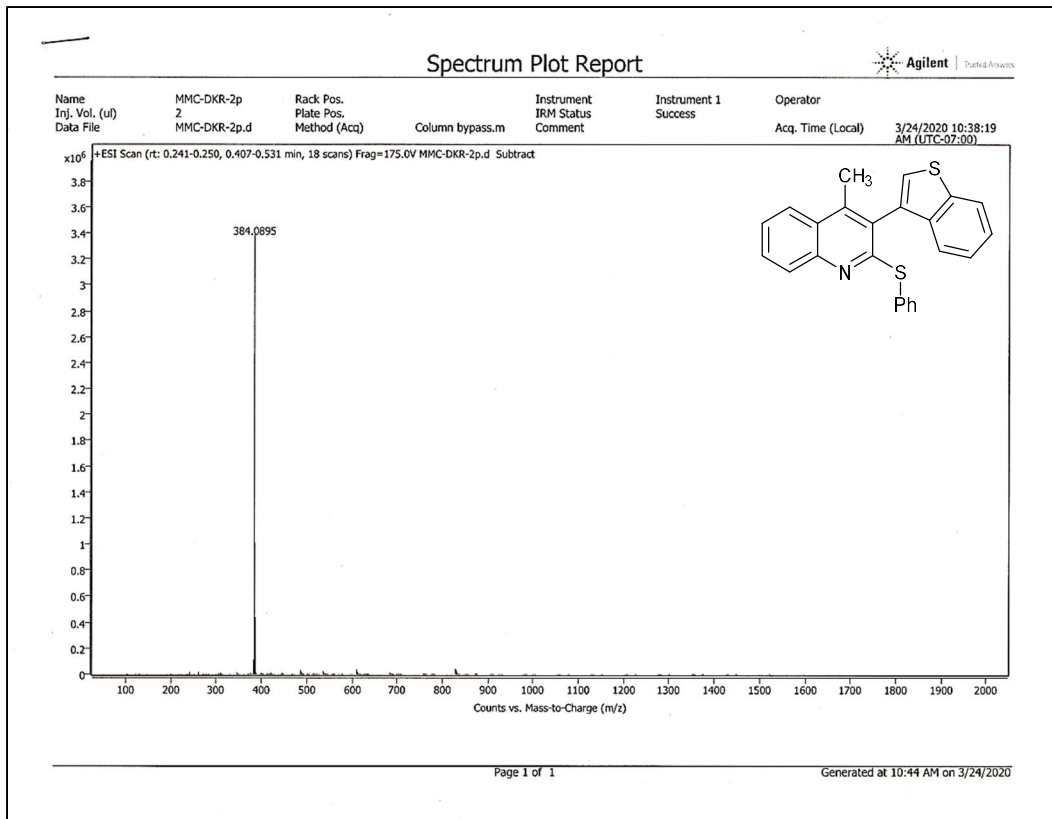 Spectrum Plot Report
Agilent | Trusted Answers
Name MMC-DKR-2p Rack Pos. Instrument Instrument 1 Operator
Inj. Vol. (ul) 2 Plate Pos. IRM Status Success
Data File MMC-DKR-2p.d Method (Acq) Column bypass.m Comment Acq. Time (Local) 3/24/2020 10:38:19
AM (UTC-07:00)
x10⁶ +ESI Scan (rt: 0.241-0.250, 0.407-0.531 min, 18 scans) Frag=175.0V MMC-DKR-2p.d Subtract
3.8
3.6
3.4
3.2
3
2.8
2.6
2.4
2.2
2
1.8
1.6
1.4
1.2
1
0.8
0.6
0.4
0.2
0
384.0895
CH₃
S
N
S
Ph
100 200 300 400 500 600 700 800 900 1000 1100 1200 1300 1400 1500 1600 1700 1800 1900 2000
Counts vs. Mass-to-Charge (m/z)
Page 1 of 1 Generated at 10:44 AM on 3/24/2020